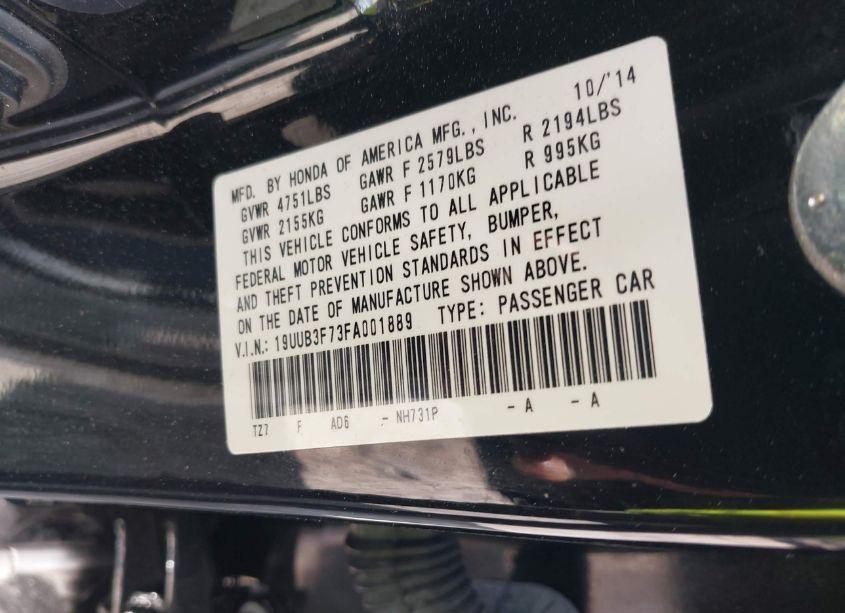 MFD. BY HONDA OF AMERICA MFG., INC. 10/'14
GVWR 4751LBS GAWR F 2579LBS R 2194LBS
GVWR 2155KG GAWR F 1170KG R 995KG
THIS VEHICLE CONFORMS TO ALL APPLICABLE
FEDERAL MOTOR VEHICLE SAFETY, BUMPER,
AND THEFT PREVENTION STANDARDS IN EFFECT
ON THE DATE OF MANUFACTURE SHOWN ABOVE.
V.I.N.: 19UUB3F73FA001889 TYPE: PASSENGER CAR
TZ7 F AD6 - NH731P - A - A